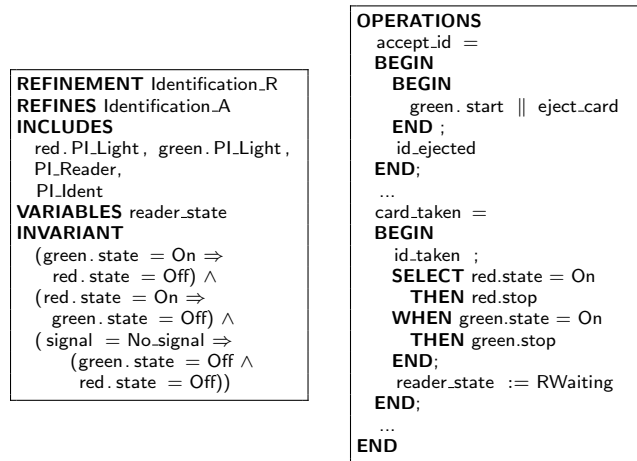 REFINEMENT Identification_R
REFINES Identification_A
INCLUDES
red.PI_Light, green.PI_Light,
PI_Reader,
PI_Ident
VARIABLES reader_state
INVARIANT
(green.state = On ⇒
red.state = Off) ∧
(red.state = On ⇒
green.state = Off) ∧
(signal = No_signal ⇒
(green.state = Off ∧
red.state = Off))
OPERATIONS
accept_id =
BEGIN
BEGIN
green.start || eject_card
END ;
id_ejected
END;
...
card_taken =
BEGIN
id_taken ;
SELECT red.state = On
THEN red.stop
WHEN green.state = On
THEN green.stop
END;
reader_state := RWaiting
END;
...
END